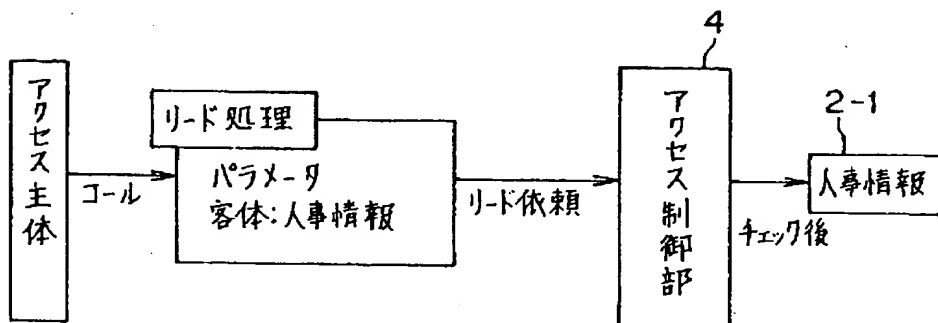 アクセス主体
コール
リード処理
パラメータ
客体:人事情報
リード依頼
4
アクセス制御部
チェック後
2-1
人事情報